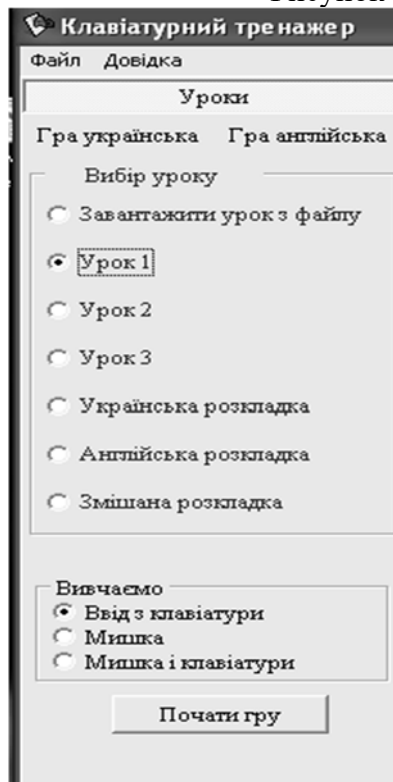 Клавіатурний тренажер
Файл Довідка
Уроки
Гра українська Гра англійська
Вибір уроку
Завантажити урок з файлу
Урок 1
Урок 2
Урок 3
Українська розкладка
Англійська розкладка
Змішана розкладка
Вивчаємо
Ввід з клавіатури
Мишка
Мишка і клавіатури
Почати гру